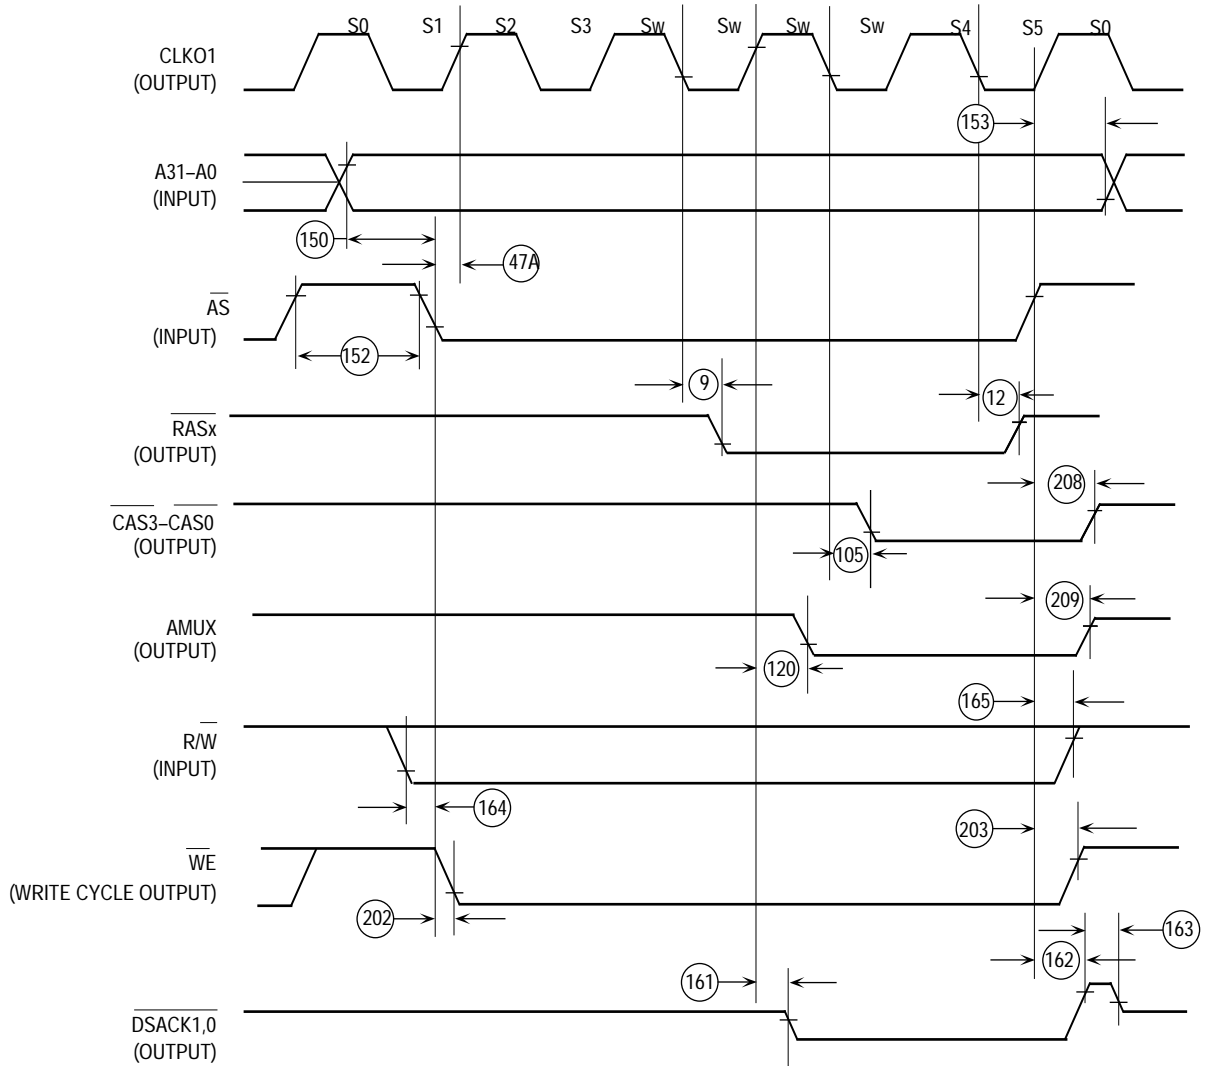 S0 S1 S2 S3 Sw Sw Sw Sw S4 S5 S0
CLKO1
(OUTPUT)
153
A31–A0
(INPUT)
150
47A
AS
(INPUT)
152
9
12
RASx
(OUTPUT)
208
CAS3–CAS0
(OUTPUT)
105
209
AMUX
(OUTPUT)
120
165
R/W
(INPUT)
164
203
WE
(WRITE CYCLE OUTPUT)
202
163
162
161
DSACK1,0
(OUTPUT)